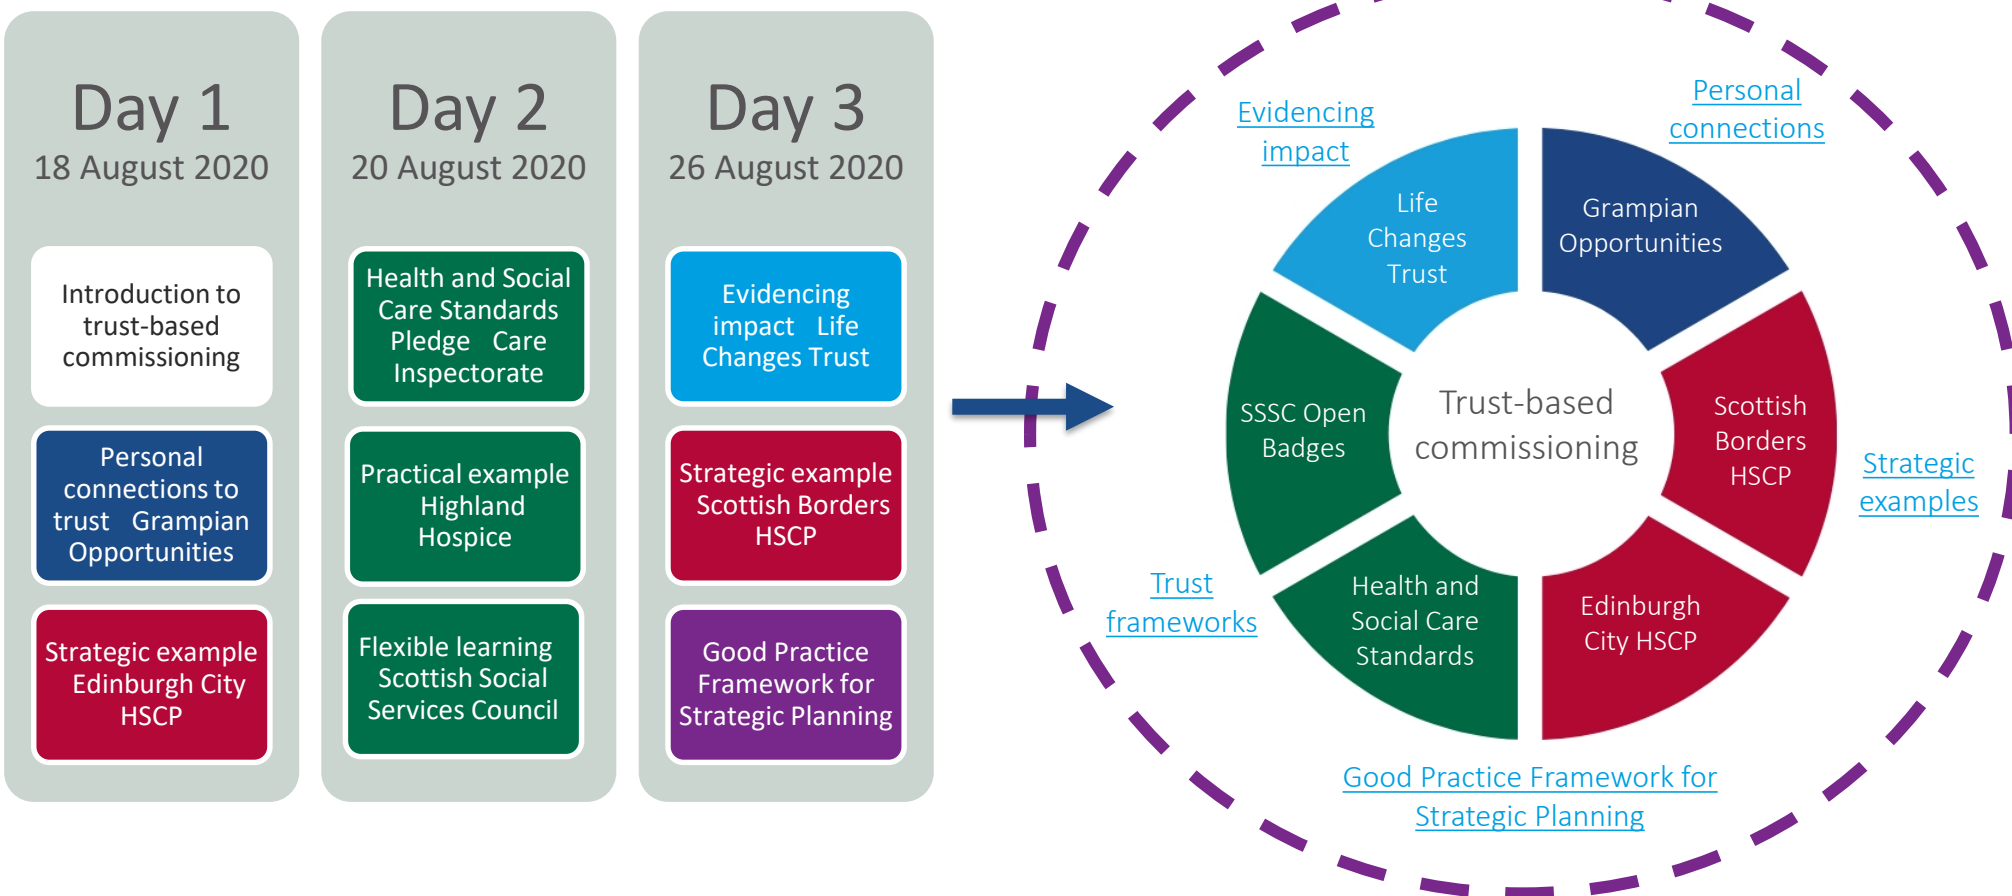 Day 1
18 August 2020
Introduction to
trust-based
commissioning
Personal
connections to
trust Grampian
Opportunities
Strategic example
Edinburgh City
HSCP
Day 2
20 August 2020
Health and Social
Care Standards
Pledge Care
Inspectorate
Practical example
Highland
Hospice
Flexible learning
Scottish Social
Services Council
Day 3
26 August 2020
Evidencing
impact Life
Changes Trust
Strategic example
Scottish Borders
HSCP
Good Practice
Framework for
Strategic Planning
Evidencing
impact
Personal
connections
Life
Changes
Trust
Grampian
Opportunities
SSSC Open
Badges
Trust-based
commissioning
Scottish
Borders
HSCP
Strategic
examples
Trust
frameworks
Health and
Social Care
Standards
Edinburgh
City HSCP
Good Practice Framework for
Strategic Planning